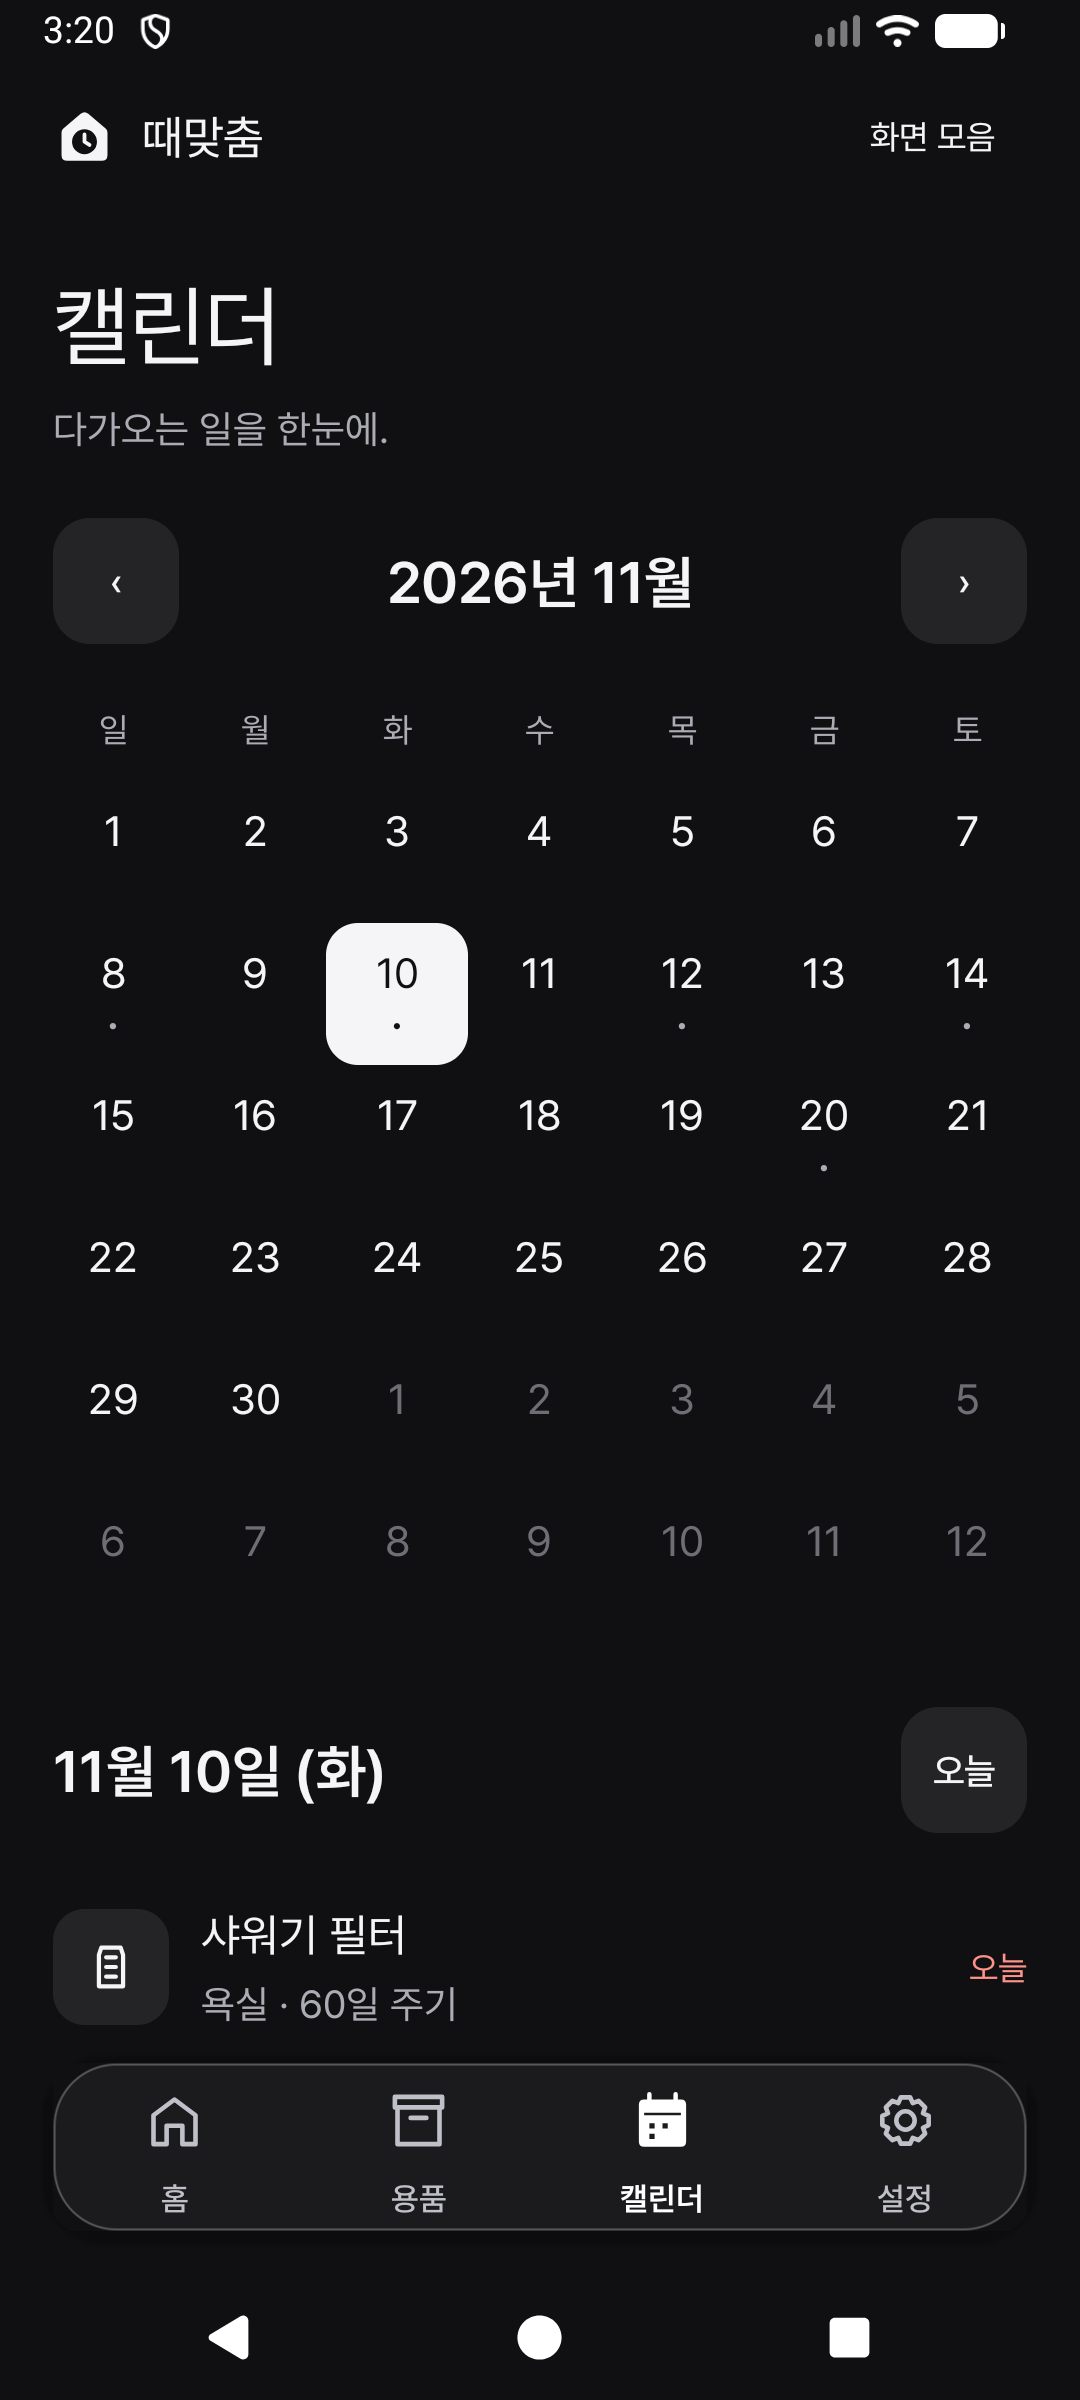 3:20
때맞춤
화면 모음
캘린더
다가오는 일을 한눈에.
‹ 2026년 11월 ›
일 월 화 수 목 금 토
1 2 3 4 5 6 7
8 9 10 11 12 13 14
15 16 17 18 19 20 21
22 23 24 25 26 27 28
29 30 1 2 3 4 5
6 7 8 9 10 11 12
11월 10일 (화)
오늘
샤워기 필터
욕실 · 60일 주기
오늘
홈 용품 캘린더 설정